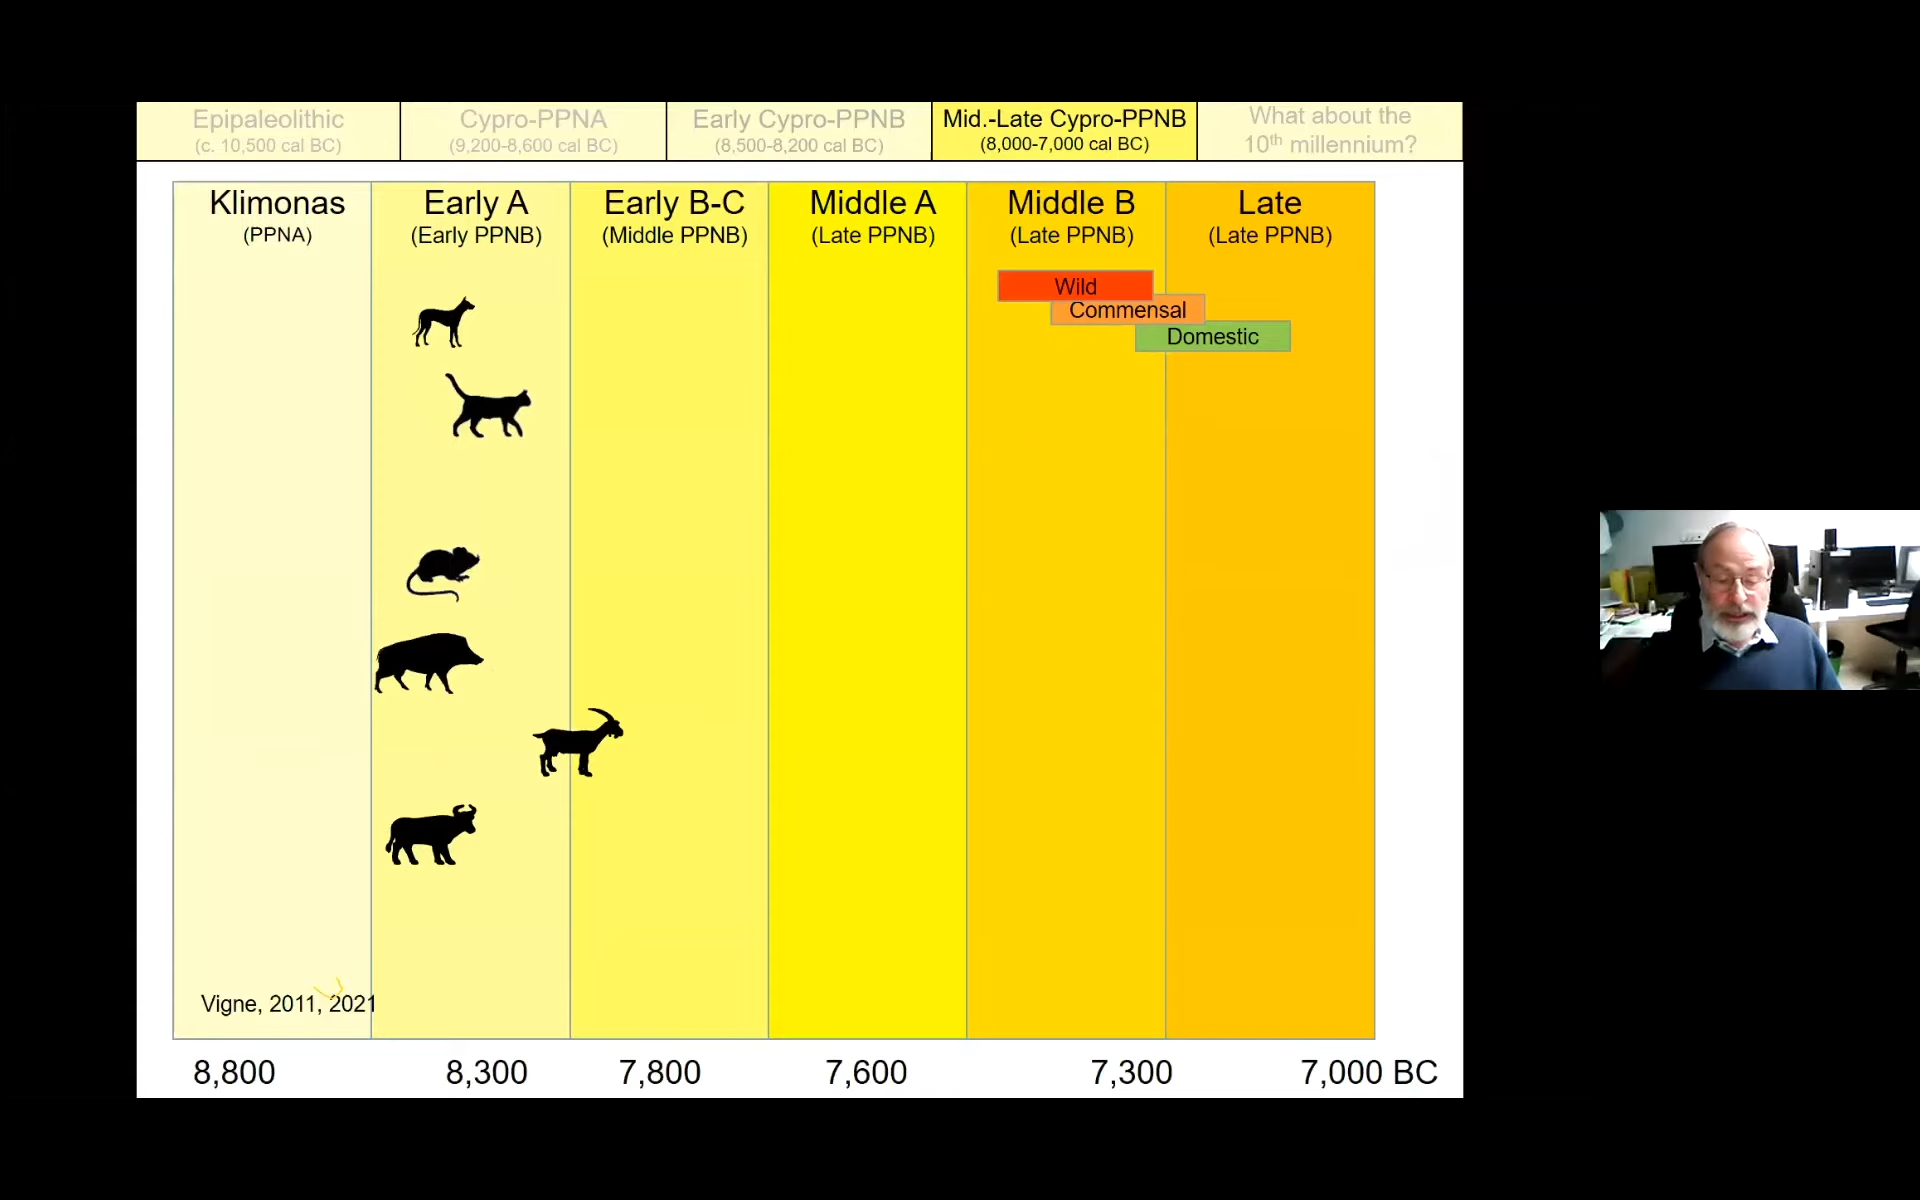 Epipaleolithic
(c. 10,500 cal BC)
Cypro-PPNA
(9,200-8,600 cal BC)
Early Cypro-PPNB
(8,500-8,200 cal BC)
Mid.-Late Cypro-PPNB
(8,000-7,000 cal BC)
What about the
10th millennium?
Klimonas
(PPNA)
Early A
(Early PPNB)
Early B-C
(Middle PPNB)
Middle A
(Late PPNB)
Middle B
(Late PPNB)
Late
(Late PPNB)
Wild
Commensal
Domestic
Vigne, 2011, 2021
8,800 8,300 7,800 7,600 7,300 7,000 BC